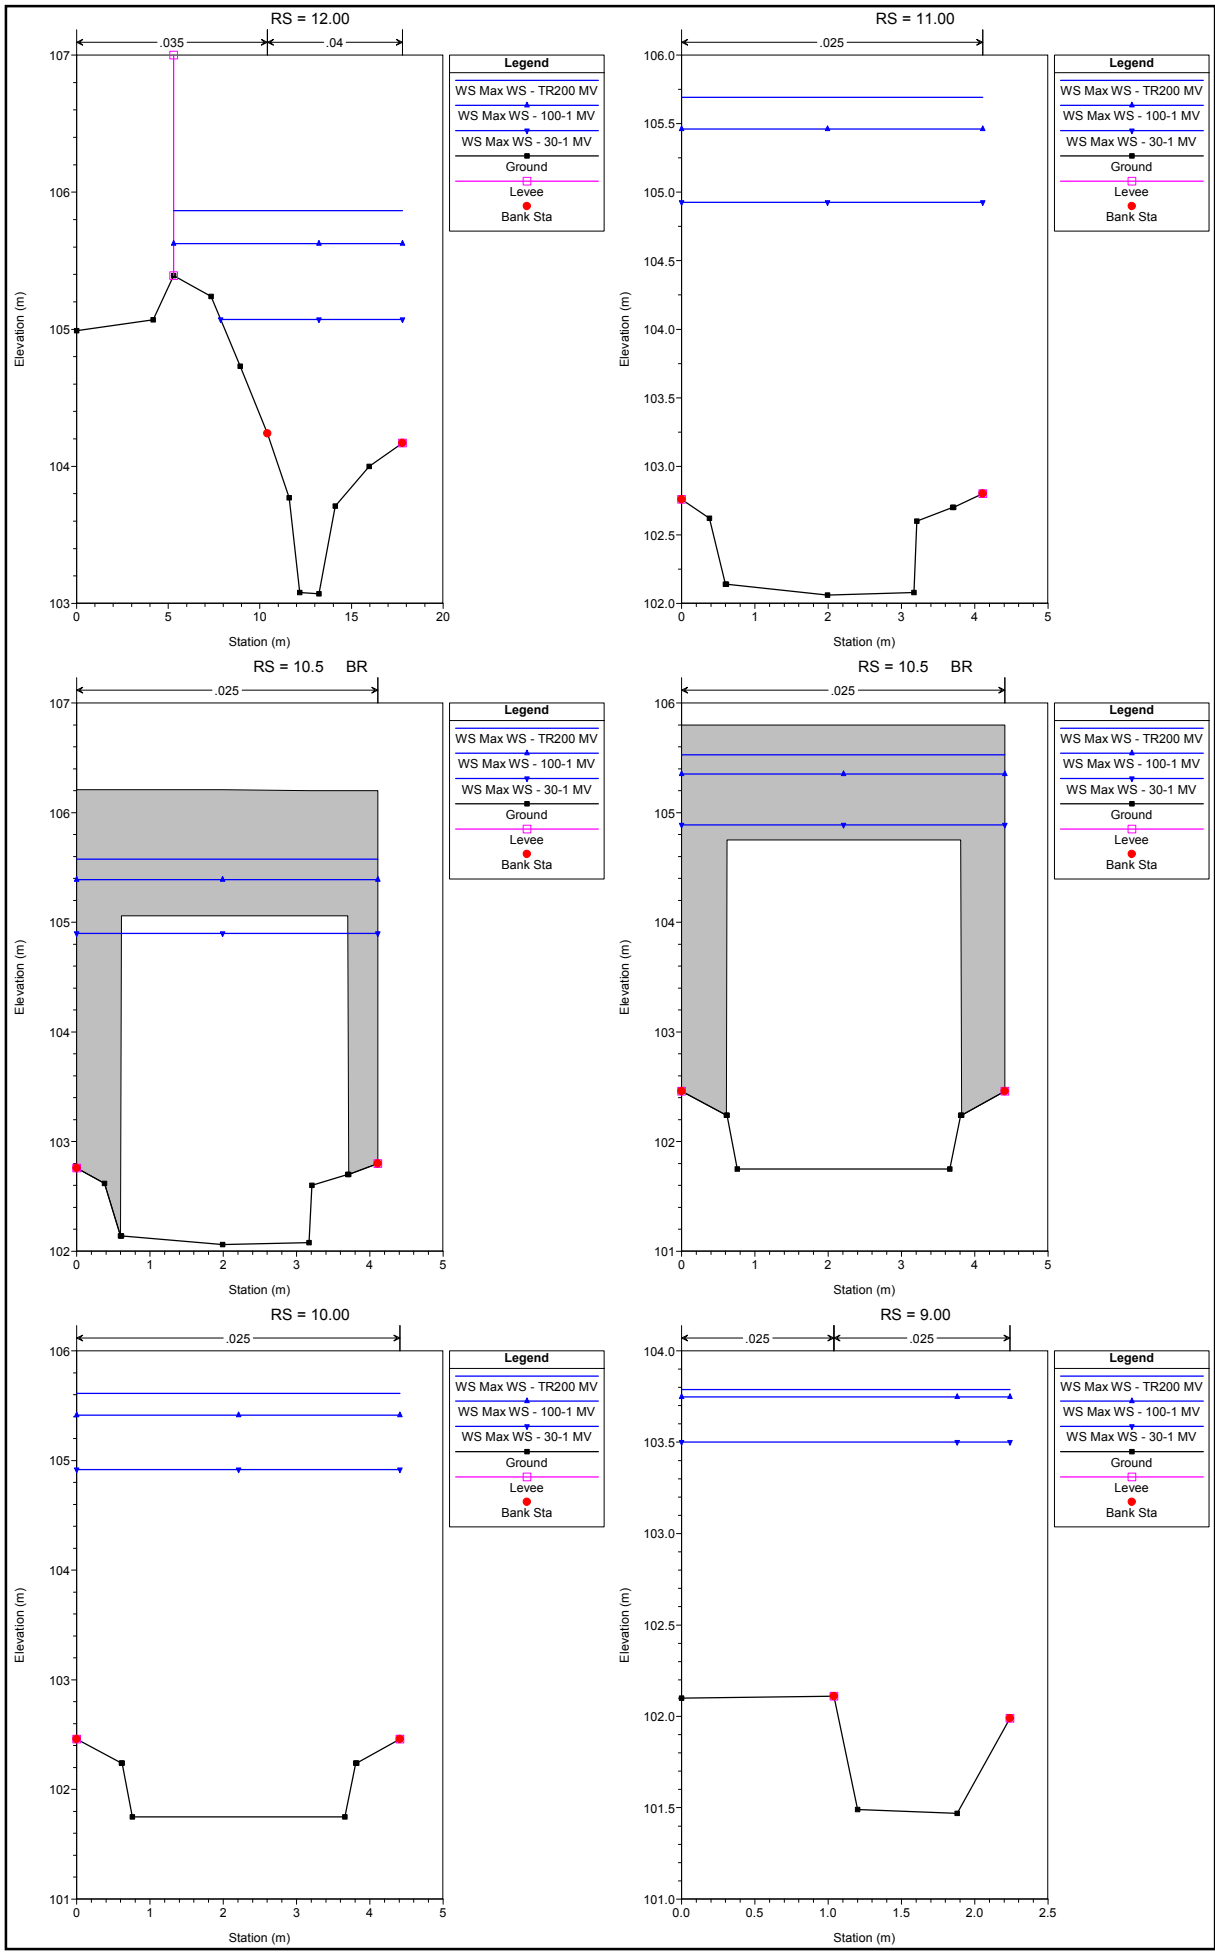 RS = 12.00
.035
.04
107
106
105
104
103
0
5
10
15
20
Elevation (m)
Station (m)
Legend
WS Max WS - TR200 MV
WS Max WS - 100-1 MV
WS Max WS - 30-1 MV
Ground
Levee
Bank Sta
RS = 11.00
.025
106.0
105.5
105.0
104.5
104.0
103.5
103.0
102.5
102.0
0
1
2
3
4
5
Elevation (m)
Station (m)
Legend
WS Max WS - TR200 MV
WS Max WS - 100-1 MV
WS Max WS - 30-1 MV
Ground
Levee
Bank Sta
RS = 10.5 BR
.025
107
106
105
104
103
102
0
1
2
3
4
5
Elevation (m)
Station (m)
Legend
WS Max WS - TR200 MV
WS Max WS - 100-1 MV
WS Max WS - 30-1 MV
Ground
Levee
Bank Sta
RS = 10.5 BR
.025
106
105
104
103
102
101
0
1
2
3
4
5
Elevation (m)
Station (m)
Legend
WS Max WS - TR200 MV
WS Max WS - 100-1 MV
WS Max WS - 30-1 MV
Ground
Levee
Bank Sta
RS = 10.00
.025
106
105
104
103
102
101
0
1
2
3
4
5
Elevation (m)
Station (m)
Legend
WS Max WS - TR200 MV
WS Max WS - 100-1 MV
WS Max WS - 30-1 MV
Ground
Levee
Bank Sta
RS = 9.00
.025
.025
104.0
103.5
103.0
102.5
102.0
101.5
101.0
0.0
0.5
1.0
1.5
2.0
2.5
Elevation (m)
Station (m)
Legend
WS Max WS - TR200 MV
WS Max WS - 100-1 MV
WS Max WS - 30-1 MV
Ground
Levee
Bank Sta